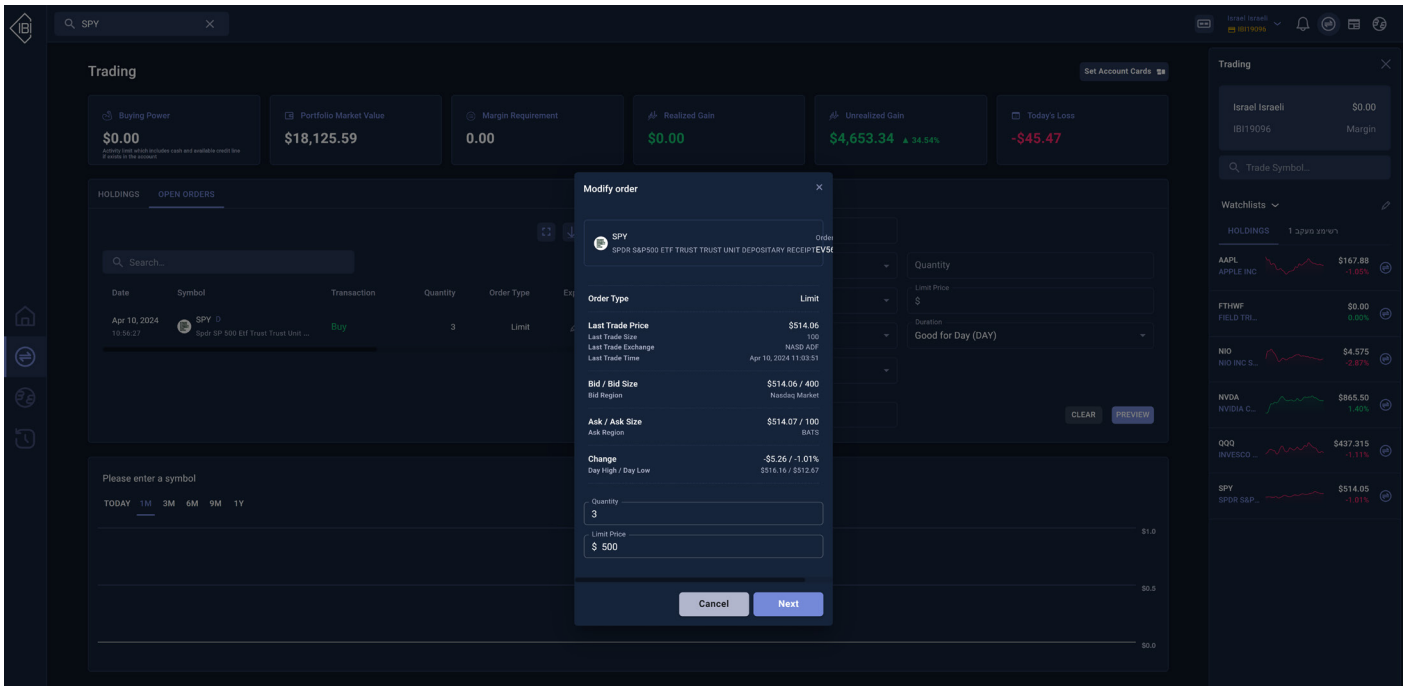 IBI
SPY
Israel Israeli
IBI19096
Trading
Set Account Cards
Buying Power
$0.00
Activity limit which includes cash and available credit line if exists in the account
Portfolio Market Value
$18,125.59
Margin Requirement
0.00
Realized Gain
$0.00
Unrealized Gain
$4,653.34 ▲ 34.54%
Today's Loss
-$45.47
HOLDINGS OPEN ORDERS
Search...
Date Symbol Transaction Quantity Order Type
Apr 10, 2024 SPY D Buy 3 Limit
10:56:27 Spdr SP 500 Etf Trust Trust Unit ...
Quantity
Limit Price
$
Duration
Good for Day (DAY)
CLEAR PREVIEW
Please enter a symbol
TODAY 1M 3M 6M 9M 1Y
$1.0
$0.5
$0.0
Modify order
SPY Order
SPDR S&P500 ETF TRUST TRUST UNIT DEPOSITARY RECEIPT EV56
Order Type Limit
Last Trade Price $514.06
Last Trade Size 100
Last Trade Exchange NASD ADF
Last Trade Time Apr 10, 2024 11:03:51
Bid / Bid Size $514.06 / 400
Bid Region Nasdaq Market
Ask / Ask Size $514.07 / 100
Ask Region BATS
Change -$5.26 / -1.01%
Day High / Day Low $516.16 / $512.67
Quantity
3
Limit Price
$ 500
Cancel Next
Trading
Israel Israeli $0.00
IBI19096 Margin
Trade Symbol...
Watchlists
HOLDINGS רשימצ מעקב 1
AAPL $167.88
APPLE INC -1.05%
FTHWF $0.00
FIELD TRI... 0.00%
NIO $4.575
NIO INC S... -2.87%
NVDA $865.50
NVIDIA C... 1.40%
QQQ $437.315
INVESCO ... -1.11%
SPY $514.05
SPDR S&P... -1.01%